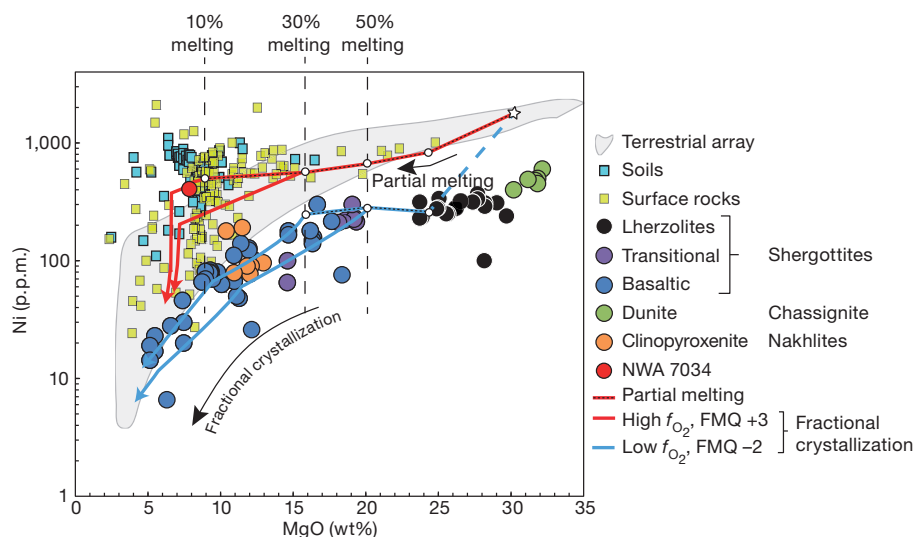 10% 30% 50%
melting melting melting
1,000
100
10
1
Ni (p.p.m.)
0 5 10 15 20 25 30 35
MgO (wt%)
Partial melting
Fractional crystallization
Terrestrial array
Soils
Surface rocks
Lherzolites
Transitional Shergottites
Basaltic
Dunite Chassignite
Clinopyroxenite Nakhlites
NWA 7034
Partial melting
High fO2, FMQ +3 Fractional
Low fO2, FMQ –2 crystallization